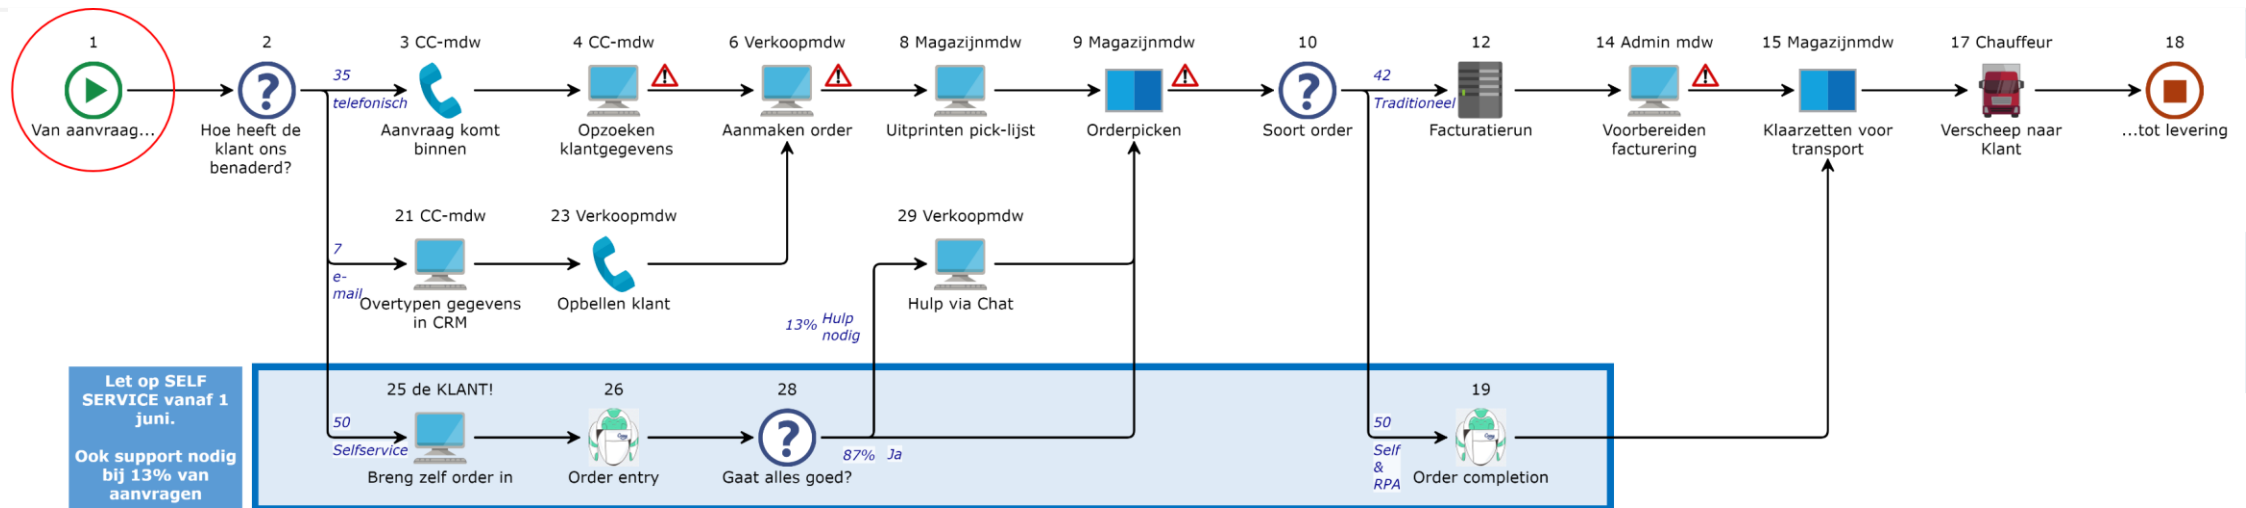 1
Van aanvraag...
2
Hoe heeft de
klant ons
benaderd?
35
telefonisch
3 CC-mdw
Aanvraag komt
binnen
4 CC-mdw
Opzoeken
klantgegevens
6 Verkoopmdw
Aanmaken order
8 Magazijnmdw
Uitprinten pick-lijst
9 Magazijnmdw
Orderpicken
10
Soort order
42
Traditioneel
12
Facturatierun
14 Admin mdw
Voorbereiden
facturering
15 Magazijnmdw
Klaarzetten voor
transport
17 Chauffeur
Verscheep naar
Klant
18
...tot levering
7
e-
mail
21 CC-mdw
Overtypen gegevens
in CRM
23 Verkoopmdw
Opbellen klant
29 Verkoopmdw
Hulp via Chat
13% Hulp
nodig
Let op SELF
SERVICE vanaf 1
juni.
Ook support nodig
bij 13% van
aanvragen
50
Selfservice
25 de KLANT!
Breng zelf order in
26
Order entry
28
Gaat alles goed?
87% Ja
50
Self
&
RPA
19
Order completion